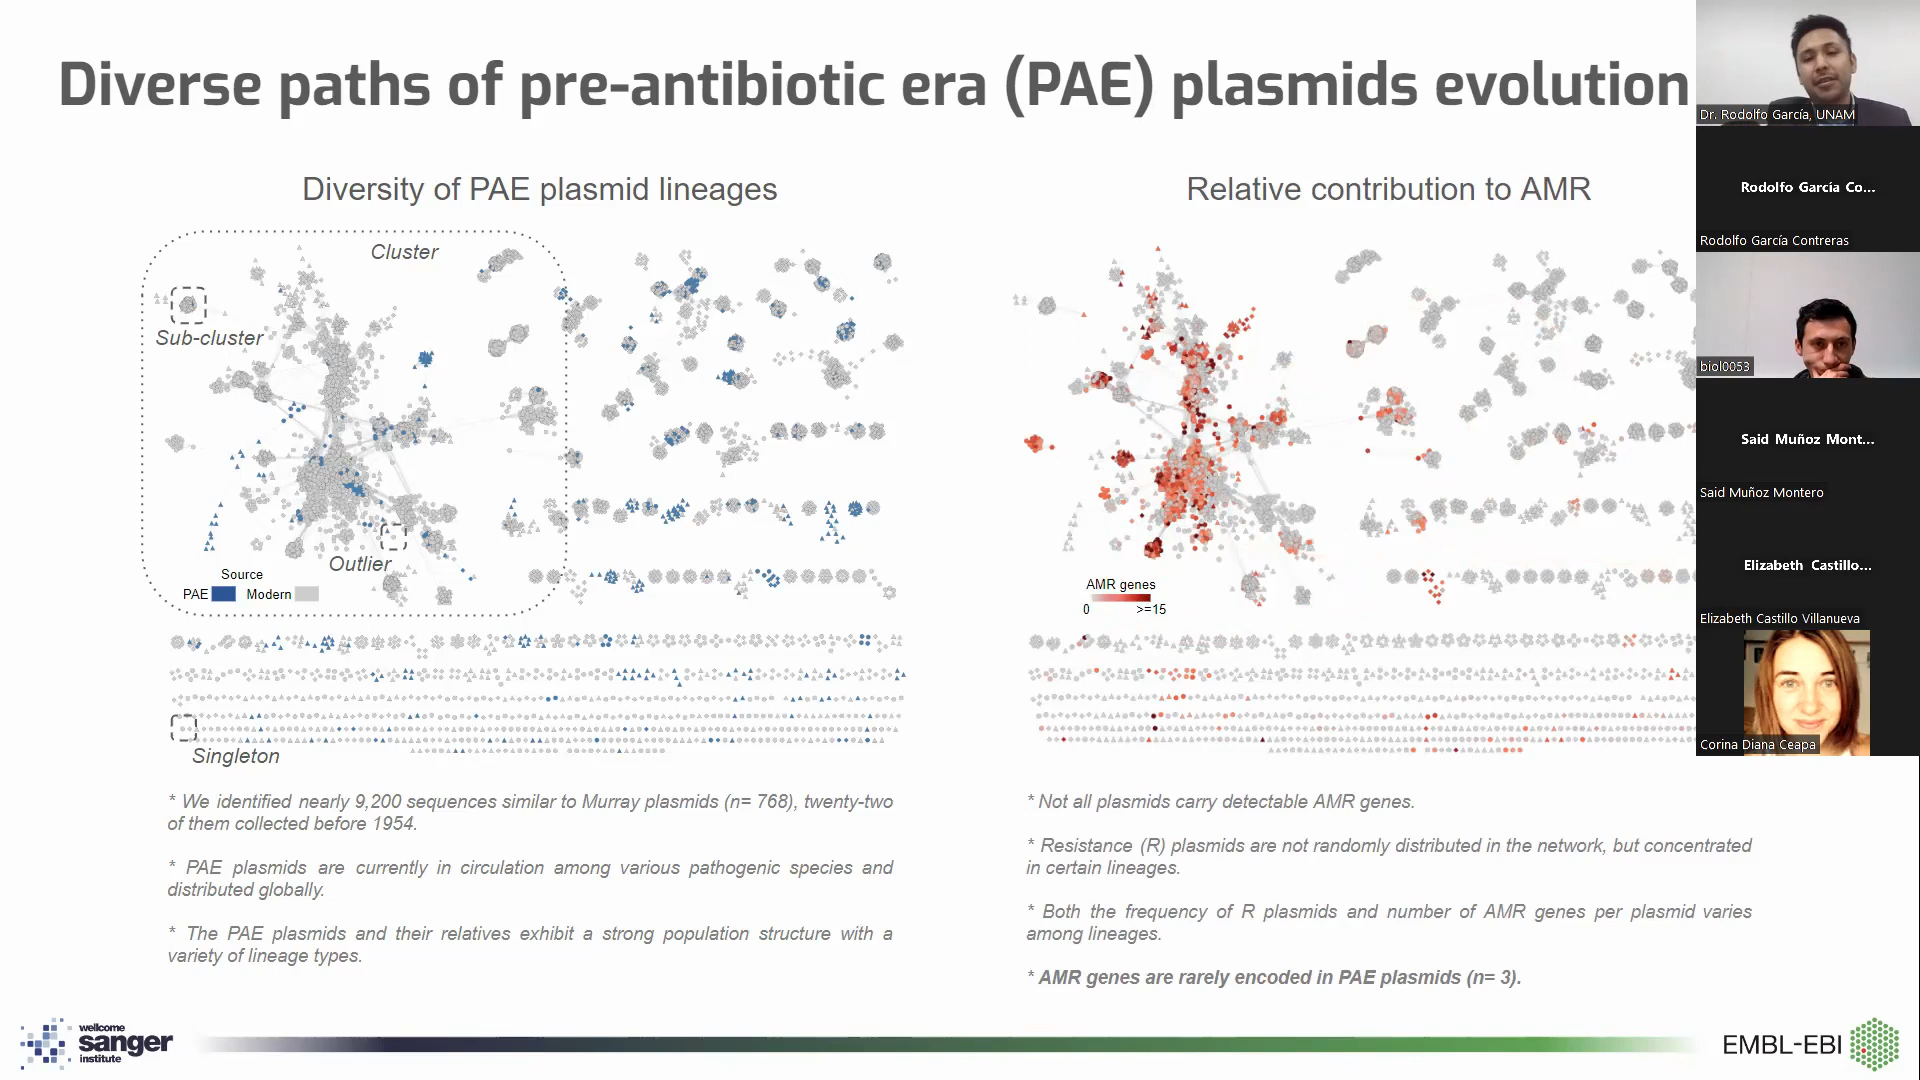 Diverse paths of pre-antibiotic era (PAE) plasmids evolution
Diversity of PAE plasmid lineages
Cluster
Sub-cluster
Outlier
Source
PAE
Modern
Singleton
* We identified nearly 9,200 sequences similar to Murray plasmids (n= 768), twenty-two
of them collected before 1954.
* PAE plasmids are currently in circulation among various pathogenic species and
distributed globally.
* The PAE plasmids and their relatives exhibit a strong population structure with a
variety of lineage types.
Relative contribution to AMR
AMR genes
0 >=15
* Not all plasmids carry detectable AMR genes.
* Resistance (R) plasmids are not randomly distributed in the network, but concentrated
in certain lineages.
* Both the frequency of R plasmids and number of AMR genes per plasmid varies
among lineages.
* AMR genes are rarely encoded in PAE plasmids (n= 3).
wellcome
sanger
institute
EMBL-EBI
Dr. Rodolfo García, UNAM
Rodolfo García Co...
Rodolfo García Contreras
biol0053
Said Muñoz Mont...
Said Muñoz Montero
Elizabeth Castillo...
Elizabeth Castillo Villanueva
Corina Diana Ceapa